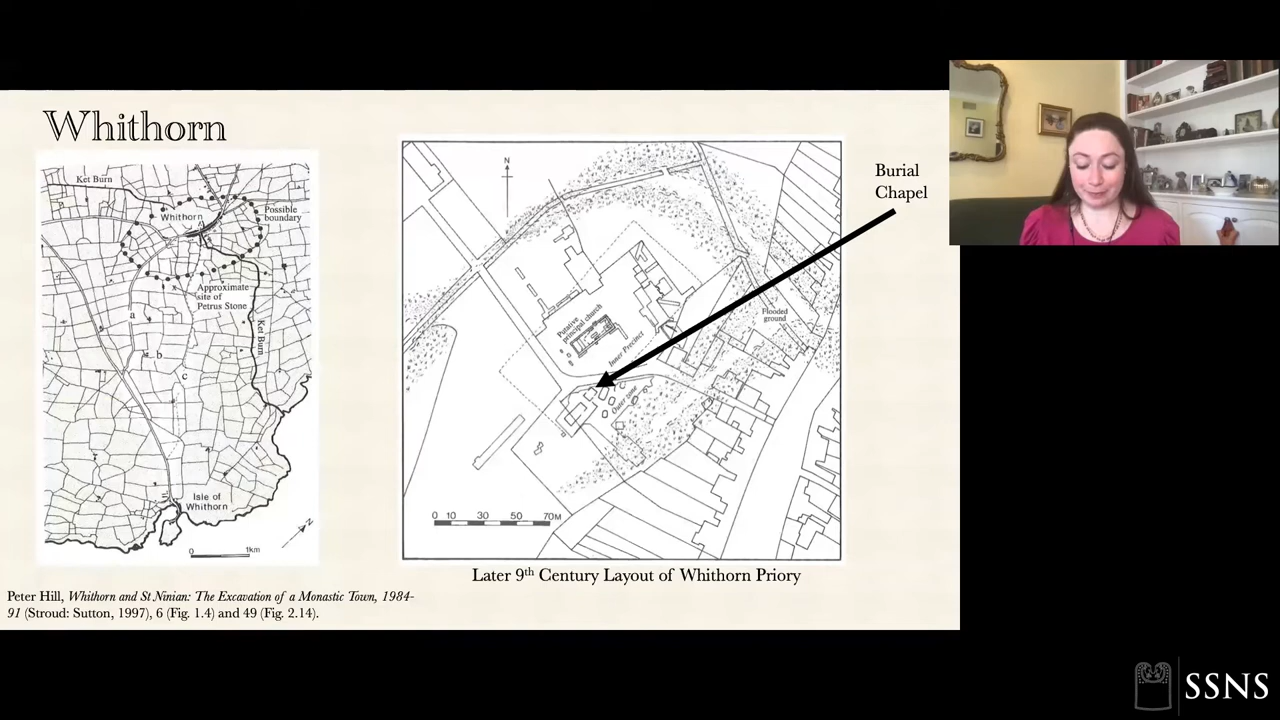 Whithorn
Ket Burn
Whithorn
Possible
boundary
x
Approximate
site of
Petrus Stone
a
Ket Burn
b
c
Isle of
Whithorn
N
0
1km
N
Putative
principal church
Inner Precinct
Outer zone
Flooded
ground
0 10 30 50 70M
Burial
Chapel
Later 9th Century Layout of Whithorn Priory
Peter Hill, Whithorn and St Ninian: The Excavation of a Monastic Town, 1984-
91 (Stroud: Sutton, 1997), 6 (Fig. 1.4) and 49 (Fig. 2.14).
SSNS